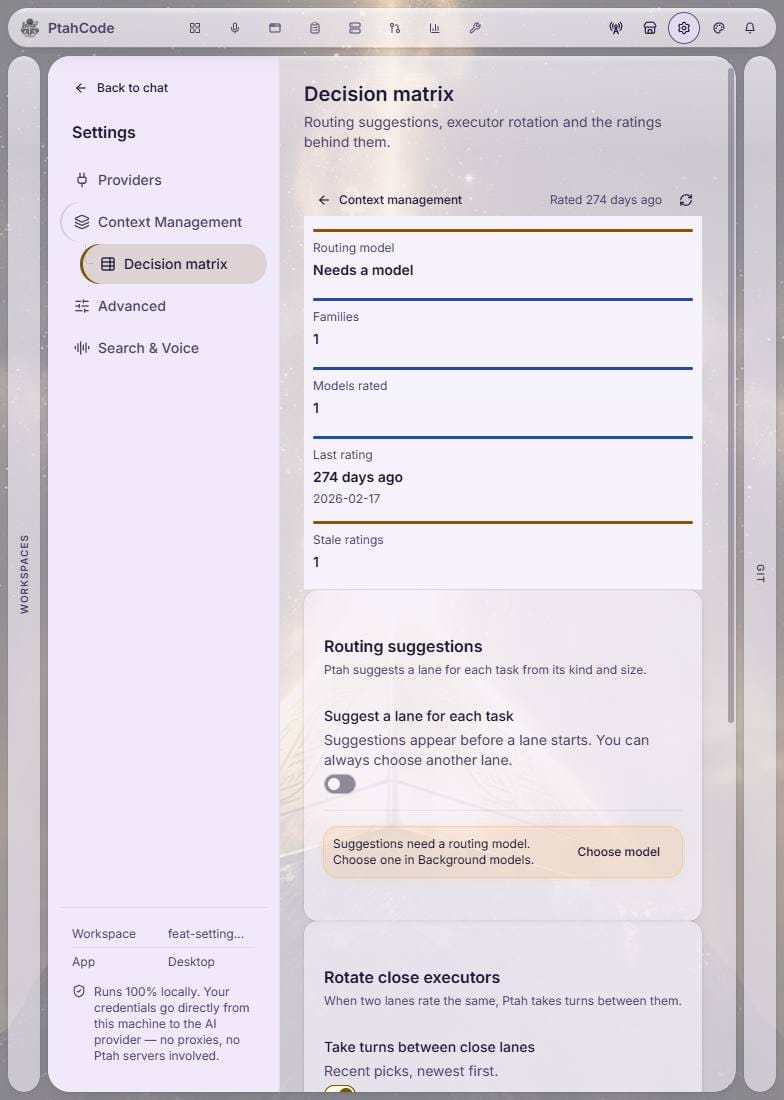 PtahCode
WORKSPACES
Back to chat
Settings
Providers
Context Management
Decision matrix
Advanced
Search & Voice
Workspace feat-setting...
App Desktop
Runs 100% locally. Your
credentials go directly from
this machine to the AI
provider — no proxies, no
Ptah servers involved.
Decision matrix
Routing suggestions, executor rotation and the ratings
behind them.
Context management Rated 274 days ago
Routing model
Needs a model
Families
1
Models rated
1
Last rating
274 days ago
2026-02-17
Stale ratings
1
Routing suggestions
Ptah suggests a lane for each task from its kind and size.
Suggest a lane for each task
Suggestions appear before a lane starts. You can
always choose another lane.
Suggestions need a routing model.
Choose one in Background models.
Choose model
Rotate close executors
When two lanes rate the same, Ptah takes turns between them.
Take turns between close lanes
Recent picks, newest first.
GIT